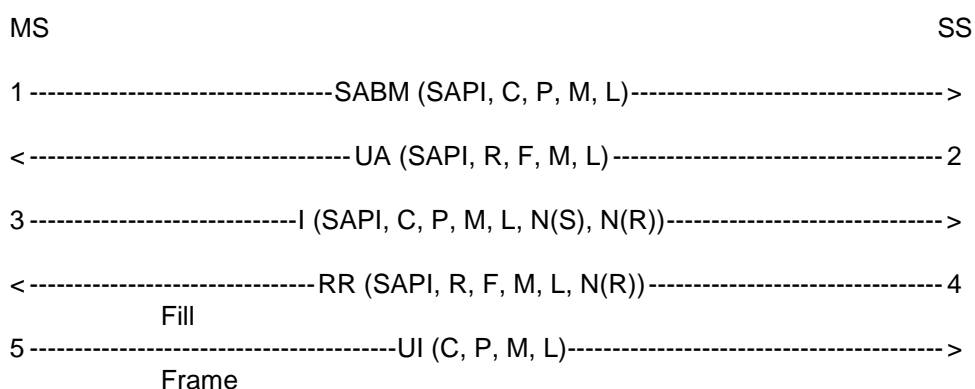 MS SS
1 ----------------------------------SABM (SAPI, C, P, M, L)----------------------------------- >
< ------------------------------------ UA (SAPI, R, F, M, L) ------------------------------------- 2
3 ------------------------------I (SAPI, C, P, M, L, N(S), N(R))------------------------------- >
< --------------------------------RR (SAPI, R, F, M, L, N(R)) --------------------------------- 4
Fill
5 -----------------------------------------UI (C, P, M, L)------------------------------------------ >
Frame